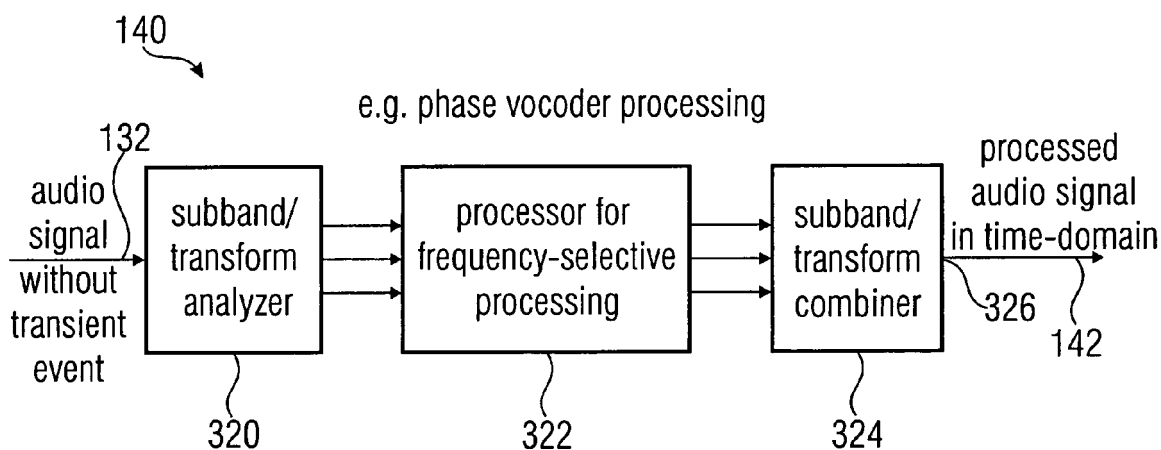 140
e.g. phase vocoder processing
132
audio
signal
without
transient
event
subband/
transform
analyzer
processor for
frequency-selective
processing
subband/
transform
combiner
processed
audio signal
in time-domain
326
142
320
322
324